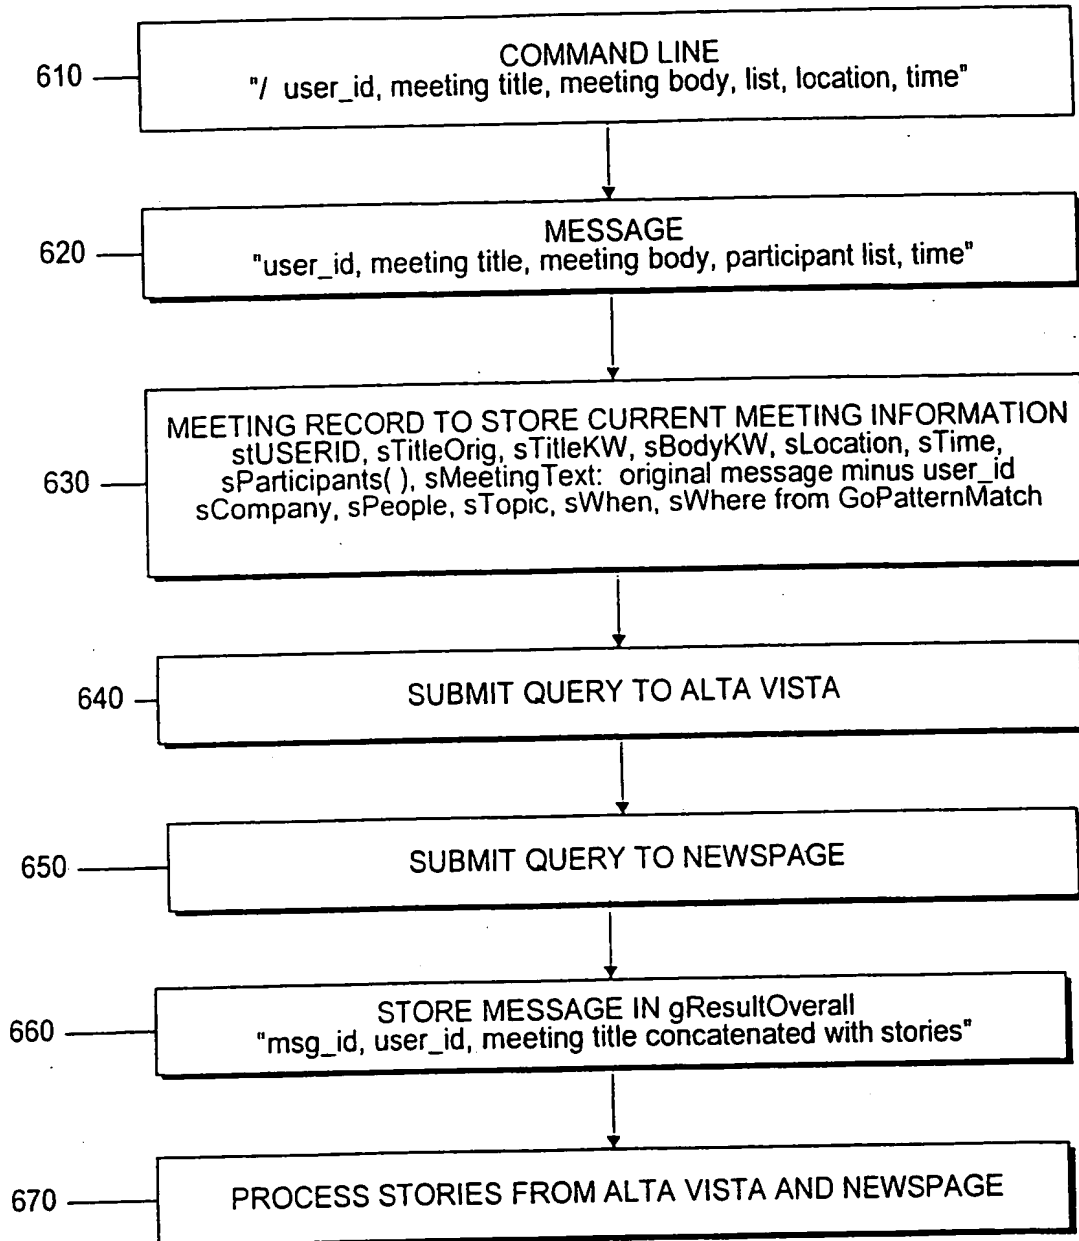 COMMAND LINE
610
"/ user_id, meeting title, meeting body, list, location, time"
MESSAGE
620
"user_id, meeting title, meeting body, participant list, time"
MEETING RECORD TO STORE CURRENT MEETING INFORMATION
stUSERID, sTitleOrig, sTitleKW, sBodyKW, sLocation, sTime,
630
sParticipants( ), sMeetingText: original message minus user_id
sCompany, sPeople, sTopic, sWhen, sWhere from GoPatternMatch
640
SUBMIT QUERY TO ALTA VISTA
650
SUBMIT QUERY TO NEWSPAGE
STORE MESSAGE IN gResultOverall
660
"msg_id, user_id, meeting title concatenated with stories"
670
PROCESS STORIES FROM ALTA VISTA AND NEWSPAGE